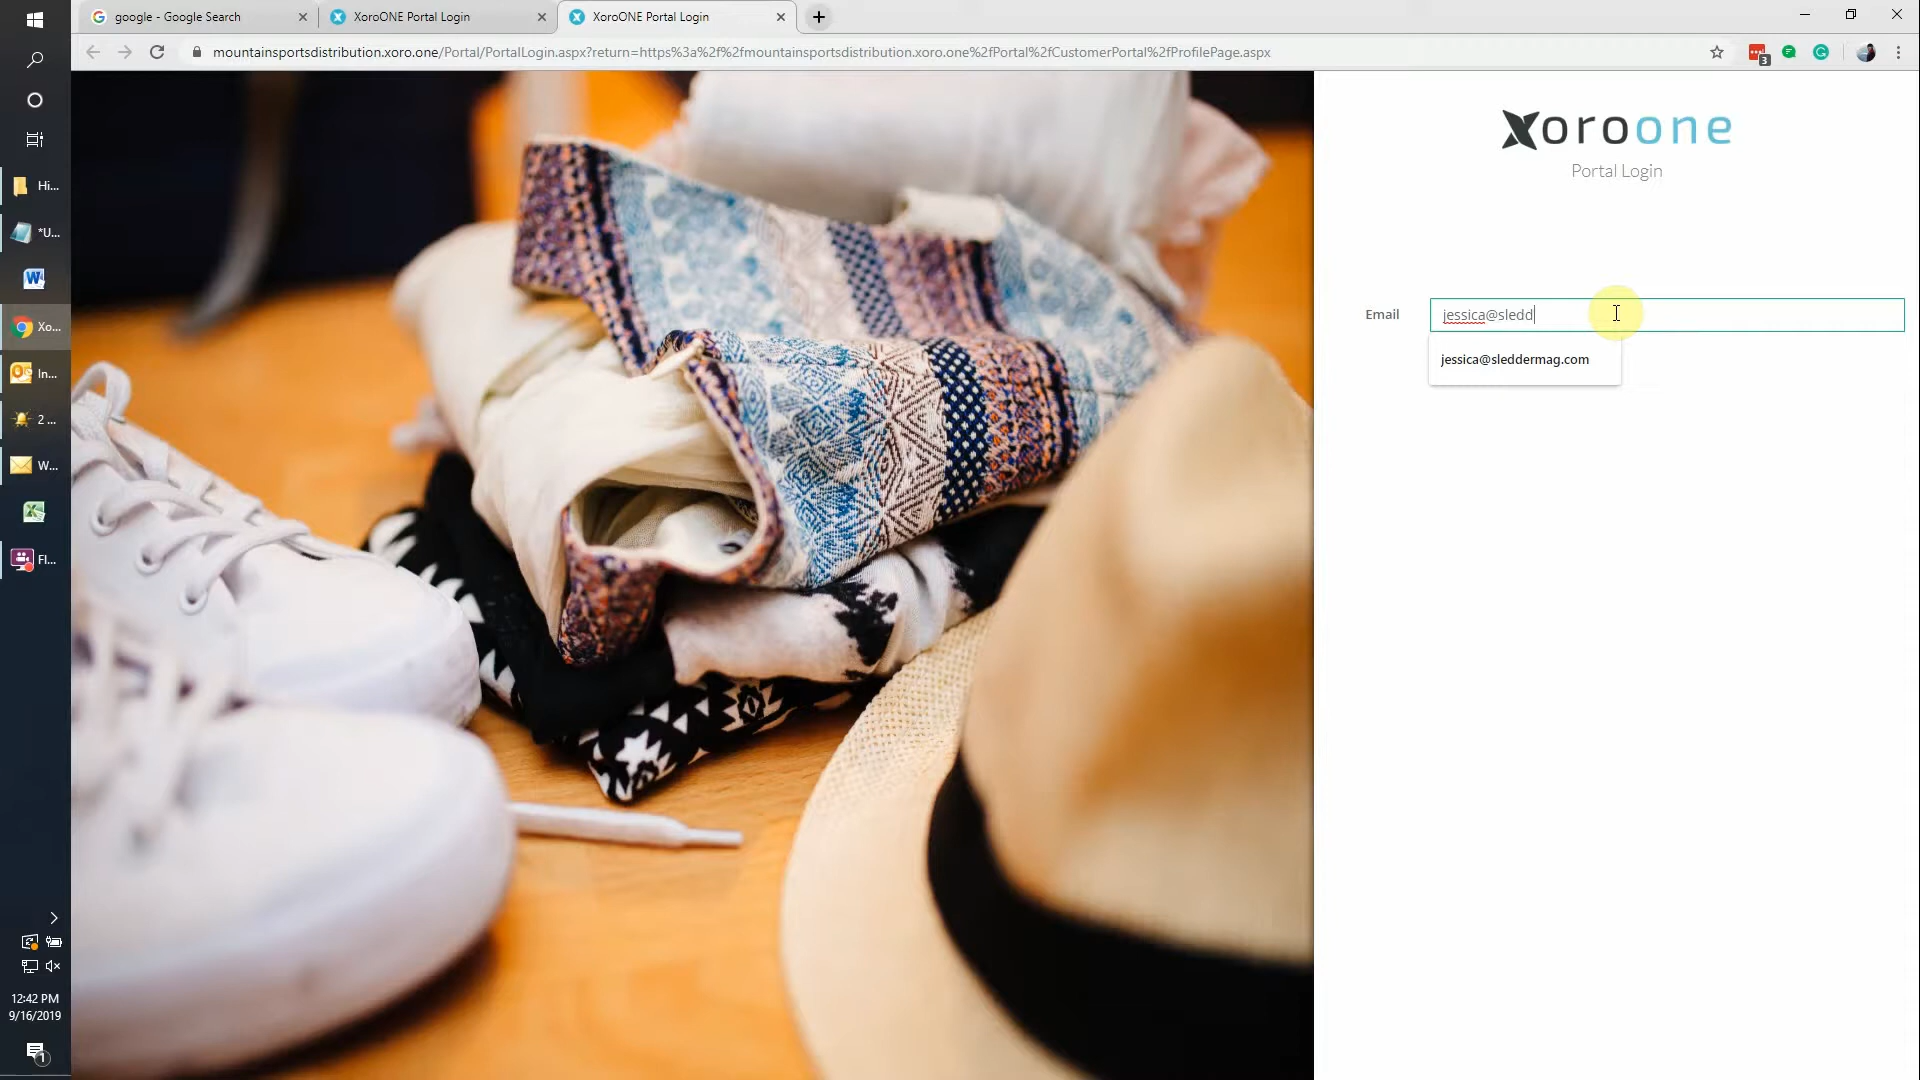 google - Google Search
XoroONE Portal Login
XoroONE Portal Login
mountainsportsdistribution.xoro.one/Portal/PortalLogin.aspx?return=https%3a%2f%2fmountainsportsdistribution.xoro.one%2fPortal%2fCustomerPortal%2fProfilePage.aspx
3
Xoroone
Portal Login
Email
jessica@sledd
jessica@sleddermag.com
Hi...
*U...
Xo...
In...
2 ...
W...
Fl...
12:42 PM
9/16/2019
1